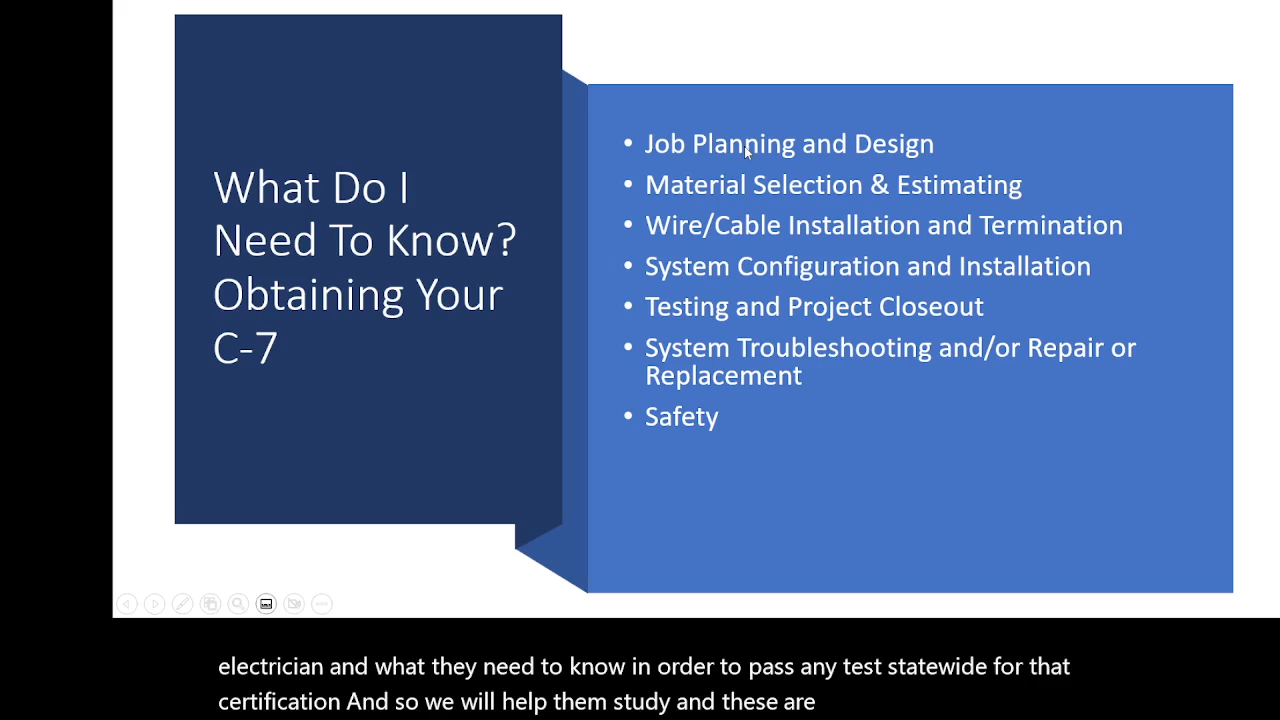 What Do I
Need To Know?
Obtaining Your
C-7
• Job Planning and Design
• Material Selection & Estimating
• Wire/Cable Installation and Termination
• System Configuration and Installation
• Testing and Project Closeout
• System Troubleshooting and/or Repair or
Replacement
• Safety
electrician and what they need to know in order to pass any test statewide for that
certification And so we will help them study and these are